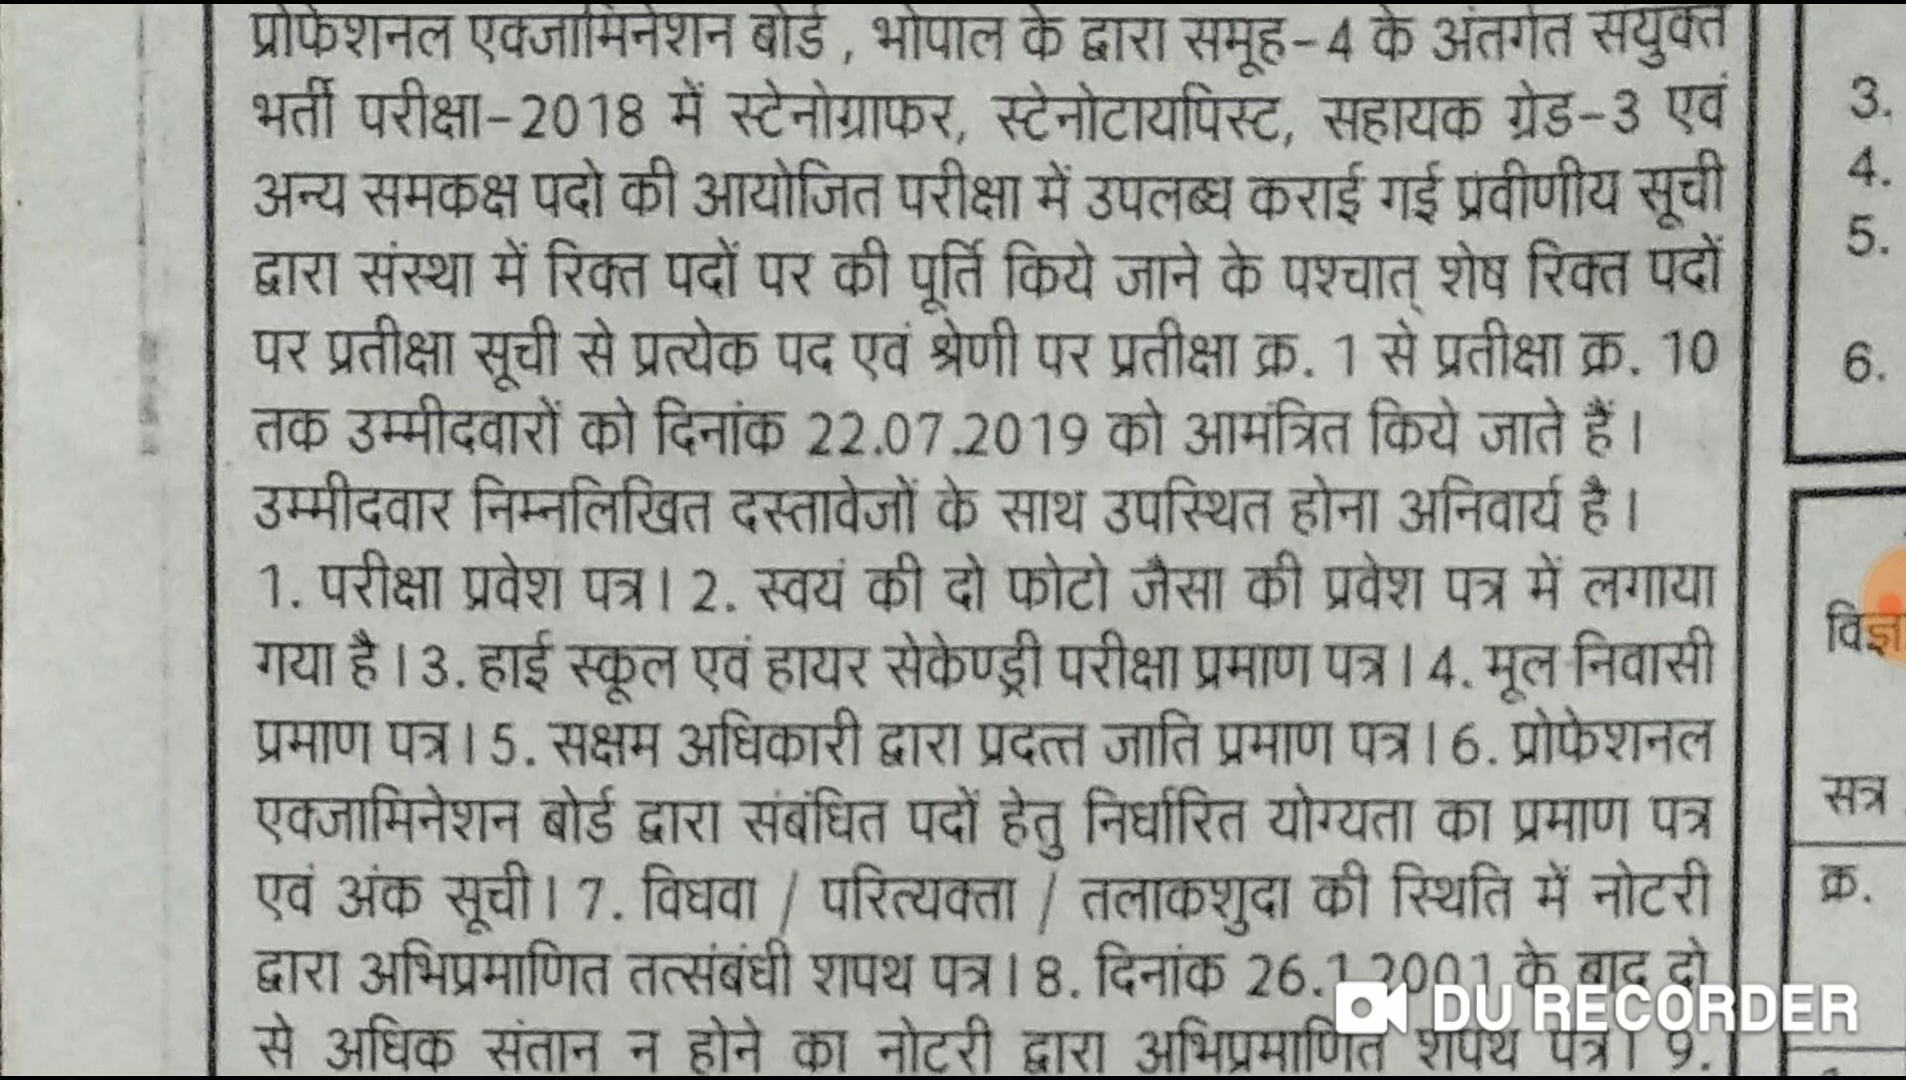 प्रोफेशनल एक्जामिनेशन बोर्ड , भोपाल के द्वारा समूह-4 के अंतर्गत सयुक्त
भर्ती परीक्षा-2018 में स्टेनोग्राफर, स्टेनोटायपिस्ट, सहायक ग्रेड-3 एवं
अन्य समकक्ष पदो की आयोजित परीक्षा में उपलब्ध कराई गई प्रवीणीय सूची
द्वारा संस्था में रिक्त पदों पर की पूर्ति किये जाने के पश्चात् शेष रिक्त पदों
पर प्रतीक्षा सूची से प्रत्येक पद एवं श्रेणी पर प्रतीक्षा क्र. 1 से प्रतीक्षा क्र. 10
तक उम्मीदवारों को दिनांक 22.07.2019 को आमंत्रित किये जाते हैं ।
उम्मीदवार निम्नलिखित दस्तावेजों के साथ उपस्थित होना अनिवार्य है ।
1. परीक्षा प्रवेश पत्र । 2. स्वयं की दो फोटो जैसा की प्रवेश पत्र में लगाया
गया है । 3. हाई स्कूल एवं हायर सेकेण्ड्री परीक्षा प्रमाण पत्र । 4. मूल निवासी
प्रमाण पत्र । 5. सक्षम अधिकारी द्वारा प्रदत्त जाति प्रमाण पत्र । 6. प्रोफेशनल
एक्जामिनेशन बोर्ड द्वारा संबंधित पदों हेतु निर्धारित योग्यता का प्रमाण पत्र
एवं अंक सूची । 7. विधवा / परित्यक्ता / तलाकशुदा की स्थिति में नोटरी
द्वारा अभिप्रमाणित तत्संबंधी शपथ पत्र । 8. दिनांक 26.1.2001 के बाद दो
से अधिक संतान न होने का नोटरी द्वारा अभिप्रमाणित शपथ पत्र । 9.
3.
4.
5.
6.
सत्र
क्र.
DU RECORDER